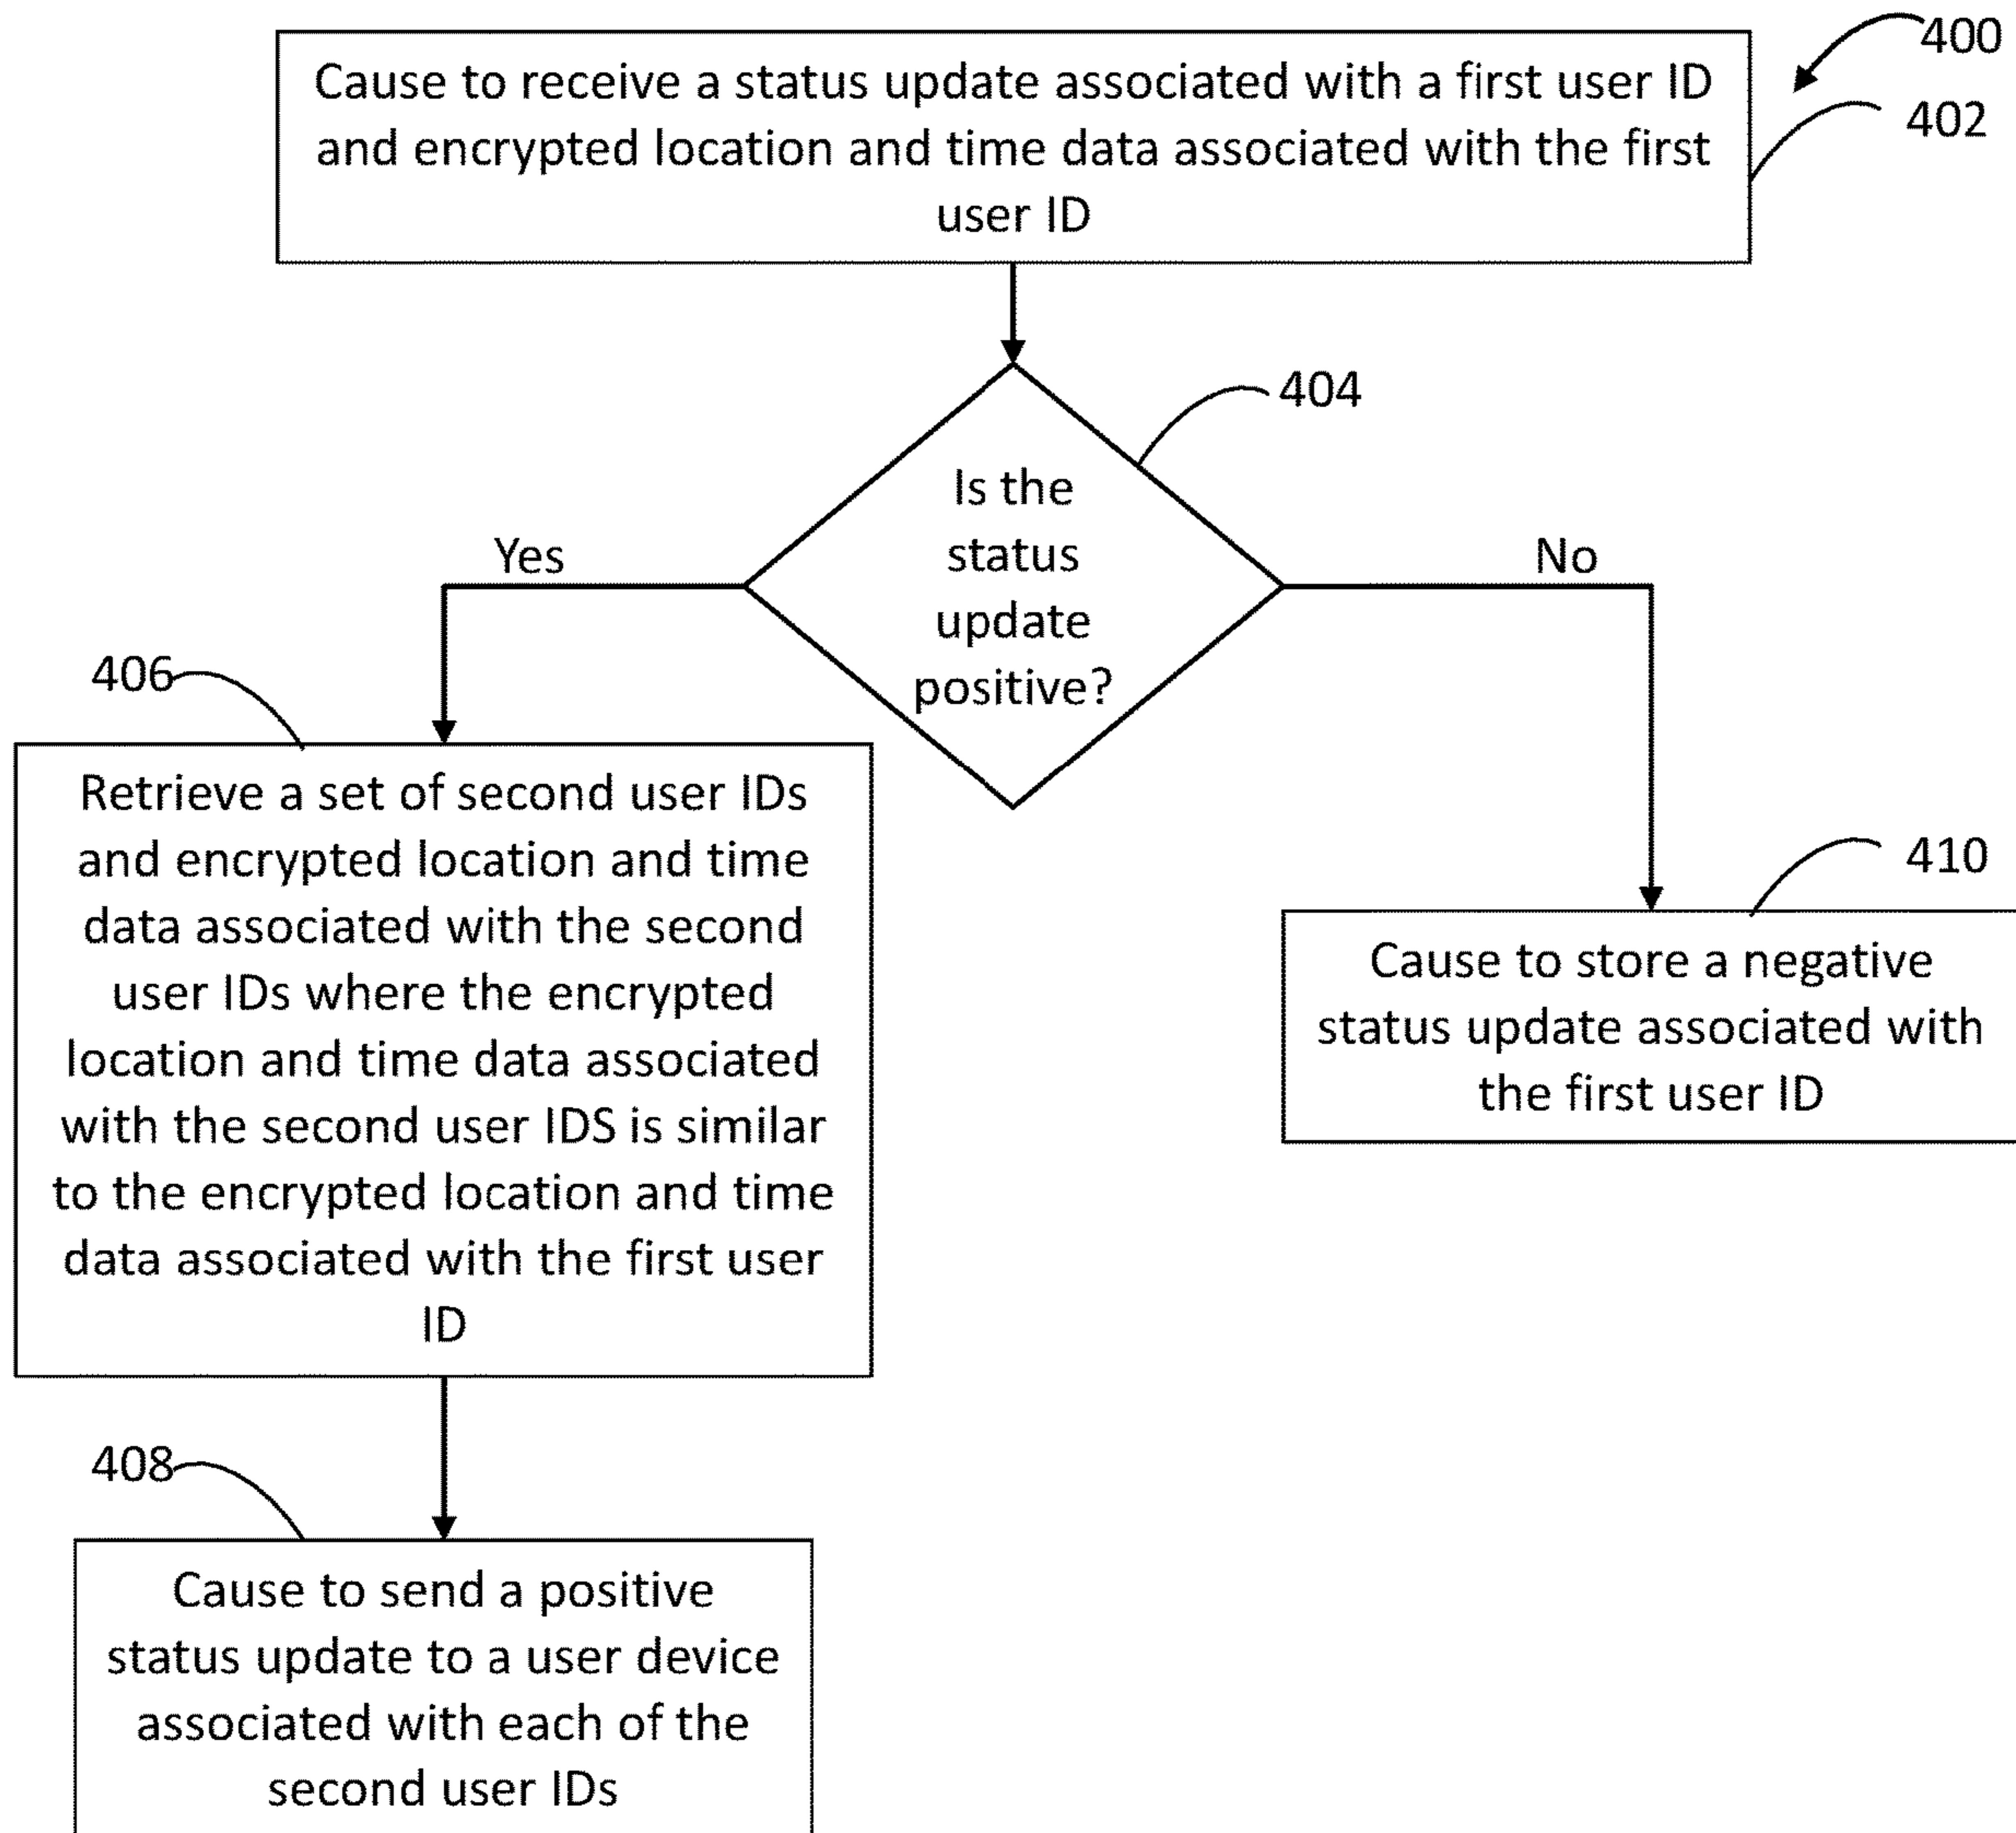 400
Cause to receive a status update associated with a first user ID
and encrypted location and time data associated with the first
user ID
402
404
Is the
status
update
positive?
Yes
No
406
Retrieve a set of second user IDs
and encrypted location and time
data associated with the second
user IDs where the encrypted
location and time data associated
with the second user IDS is similar
to the encrypted location and time
data associated with the first user
ID
410
Cause to store a negative
status update associated with
the first user ID
408
Cause to send a positive
status update to a user device
associated with each of the
second user IDs